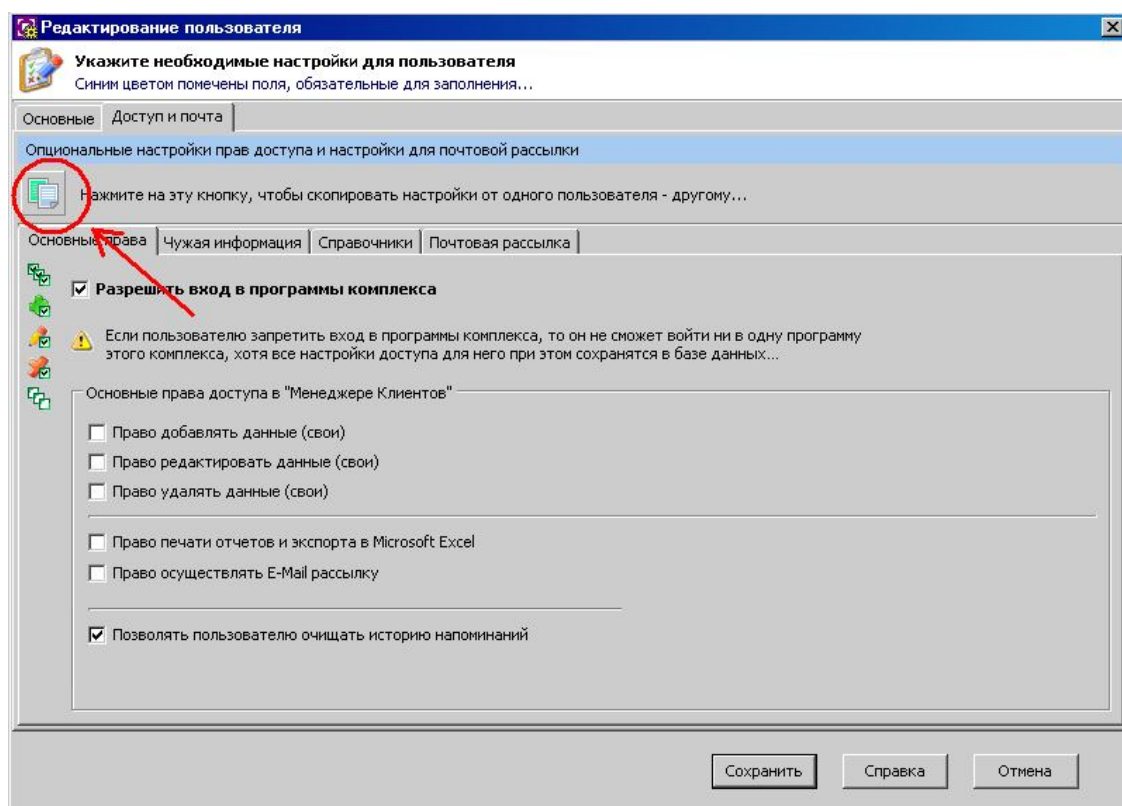 Редактирование пользователя
Укажите необходимые настройки для пользователя
Синим цветом помечены поля, обязательные для заполнения...
Основные Доступ и почта
Опциональные настройки прав доступа и настройки для почтовой рассылки
Нажмите на эту кнопку, чтобы скопировать настройки от одного пользователя - другому...
Основные права Чужая информация Справочники Почтовая рассылка
Разрешить вход в программы комплекса
Если пользователю запретить вход в программы комплекса, то он не сможет войти ни в одну программу
этого комплекса, хотя все настройки доступа для него при этом сохранятся в базе данных...
Основные права доступа в "Менеджере Клиентов"
Право добавлять данные (свои)
Право редактировать данные (свои)
Право удалять данные (свои)
Право печати отчетов и экспорта в Microsoft Excel
Право осуществлять E-Mail рассылку
Позволять пользователю очищать историю напоминаний
Сохранить Справка Отмена